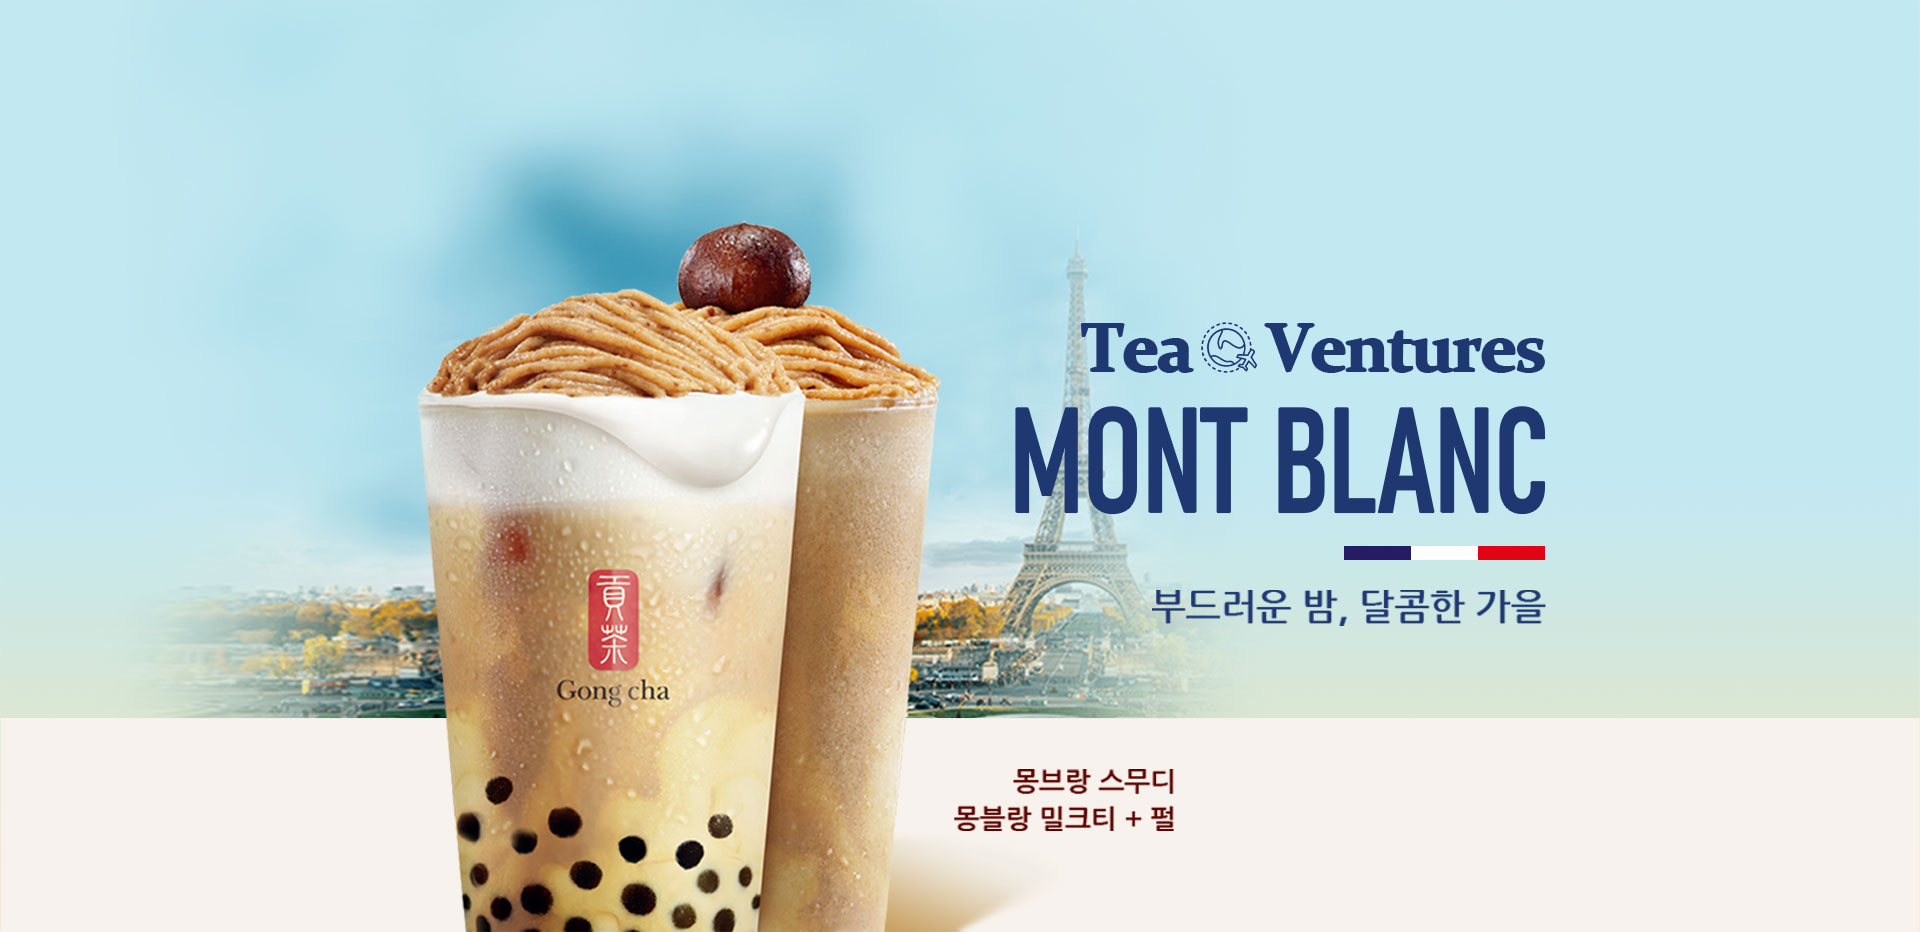 Tea Ventures
MONT BLANC
부드러운 밤, 달콤한 가을
貢茶
Gong cha
몽브랑 스무디
몽블랑 밀크티 + 펄